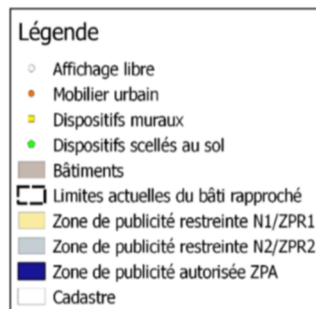 Légende
Affichage libre
Mobilier urbain
Dispositifs muraux
Dispositifs scellés au sol
Bâtiments
Limites actuelles du bâti rapproché
Zone de publicité restreinte N1/ZPR1
Zone de publicité restreinte N2/ZPR2
Zone de publicité autorisée ZPA
Cadastre